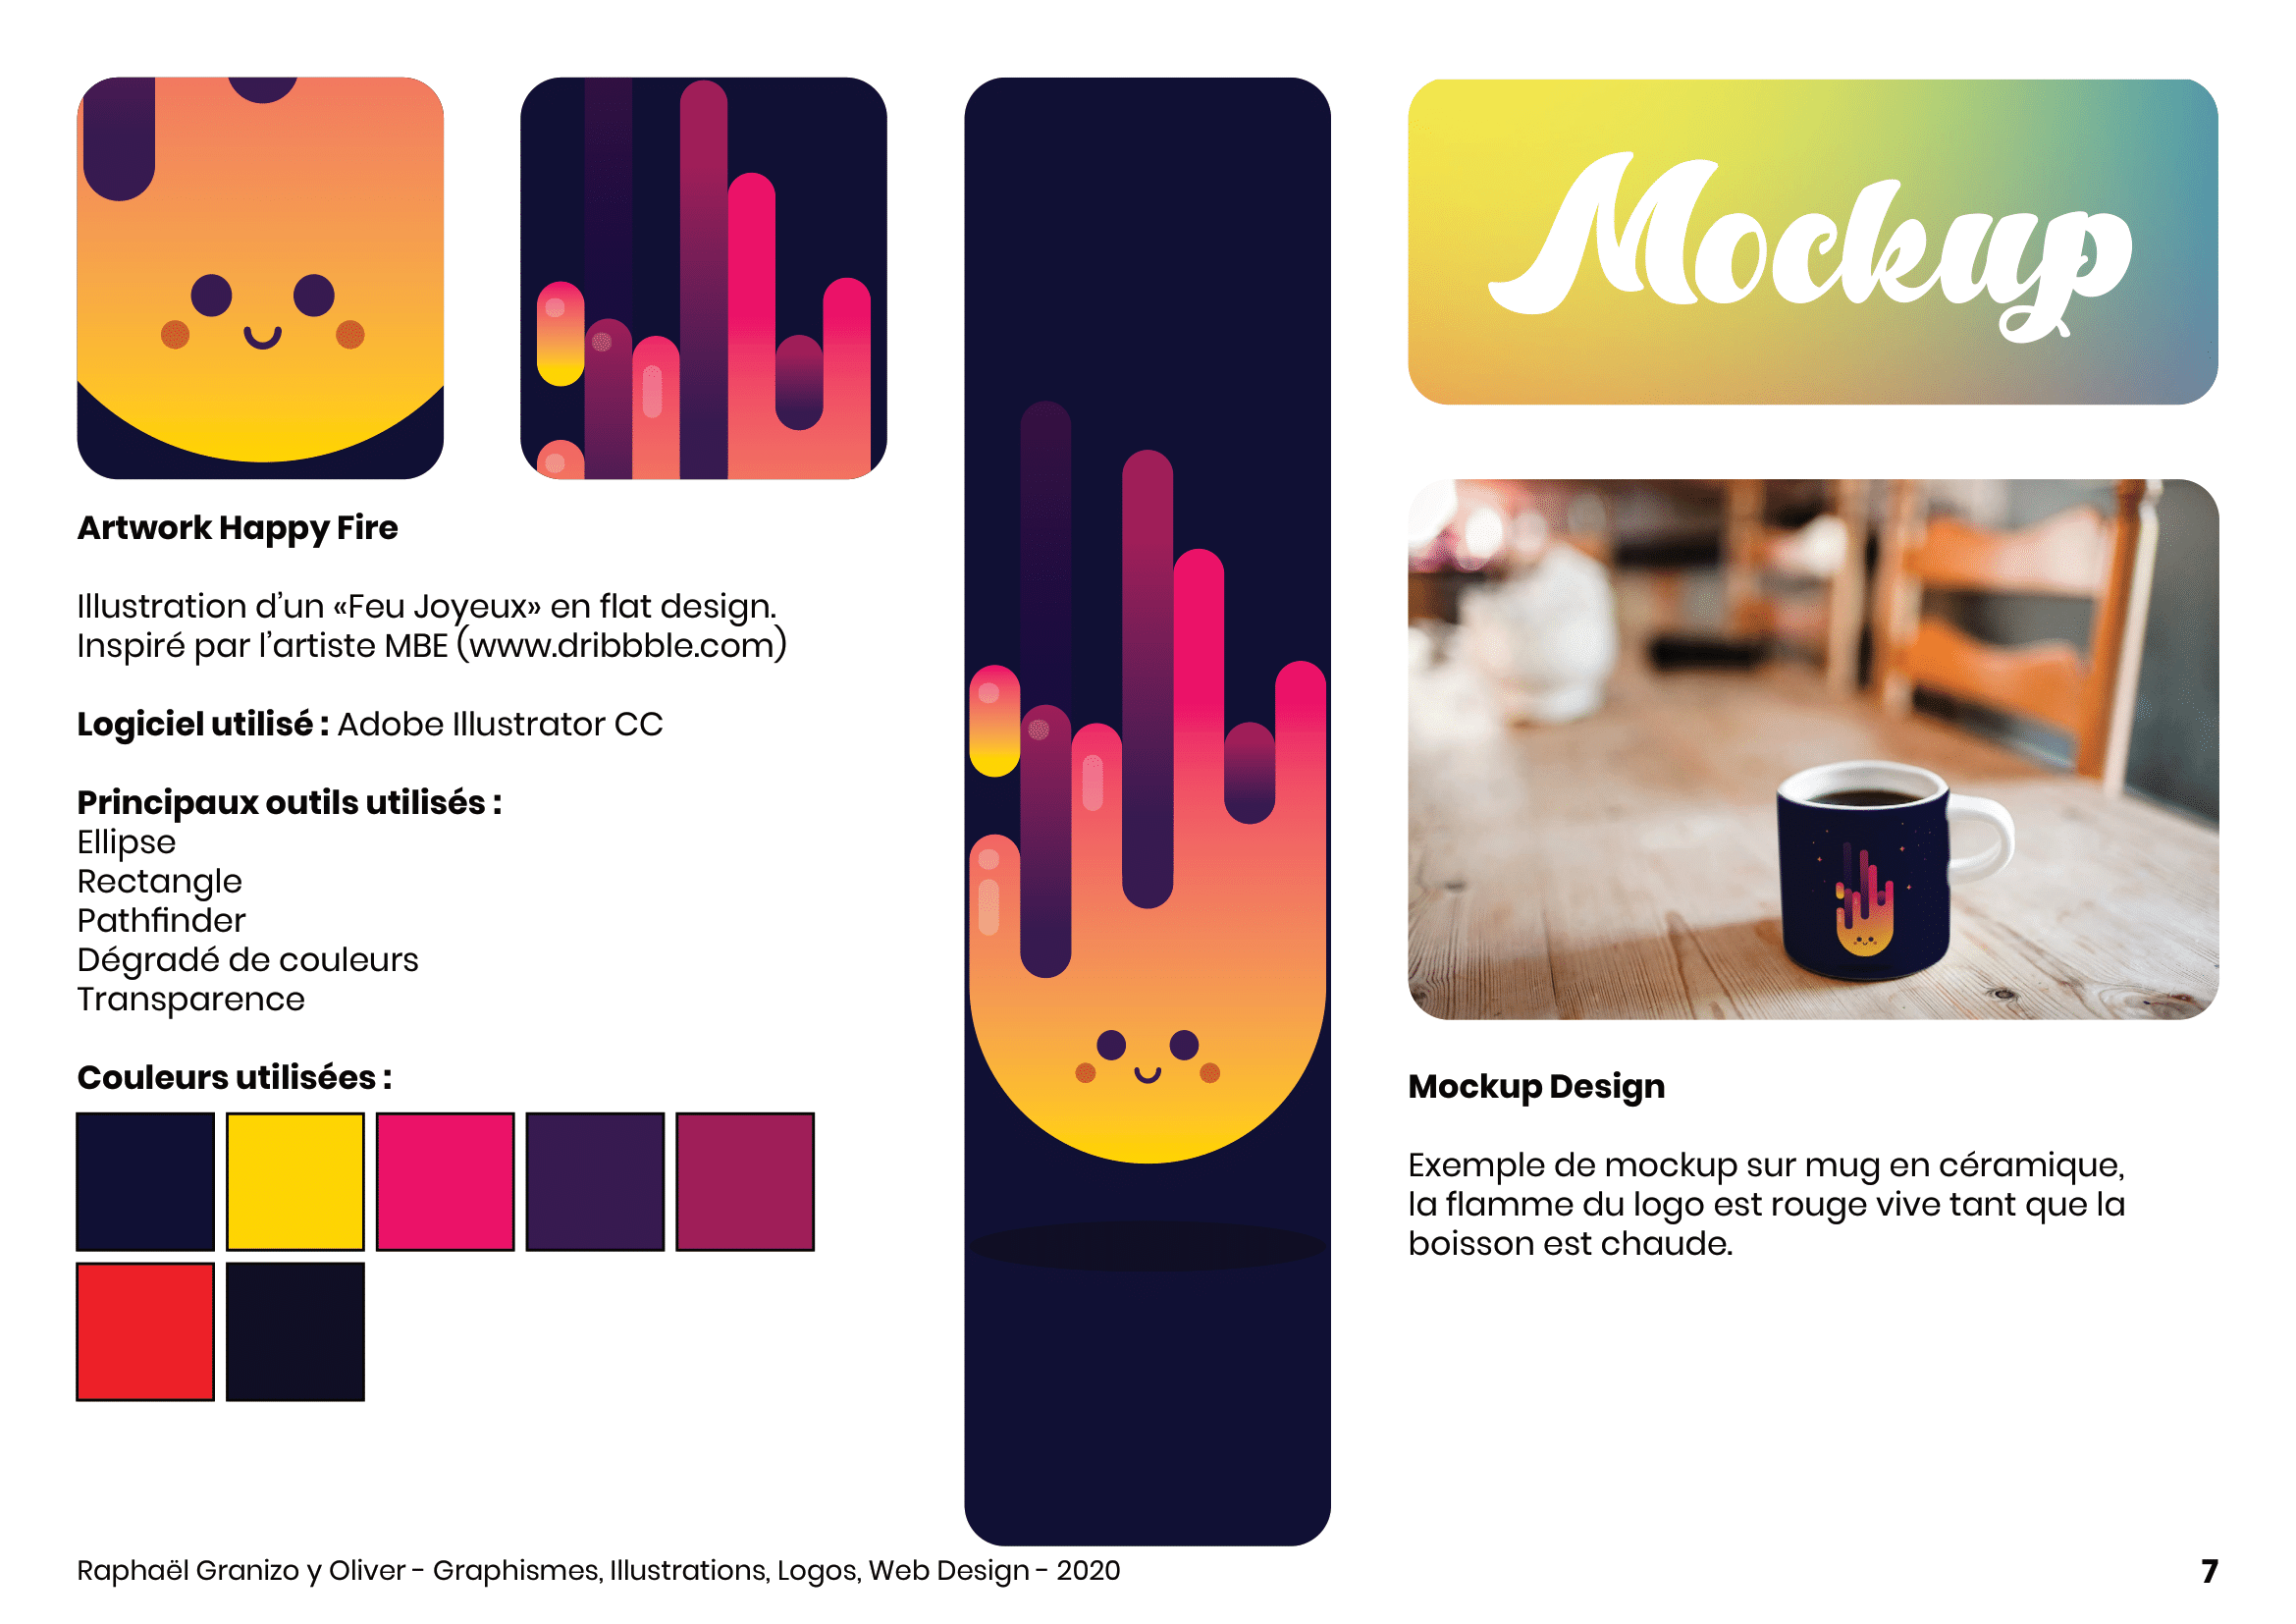 Artwork Happy Fire
Illustration d’un «Feu Joyeux» en flat design.
Inspiré par l’artiste MBE (www.dribbble.com)
Logiciel utilisé : Adobe Illustrator CC
Principaux outils utilisés :
Ellipse
Rectangle
Pathfinder
Dégradé de couleurs
Transparence
Couleurs utilisées :
Mockup
Mockup Design
Exemple de mockup sur mug en céramique,
la flamme du logo est rouge vive tant que la
boisson est chaude.
Raphaël Granizo y Oliver - Graphismes, Illustrations, Logos, Web Design - 2020
7